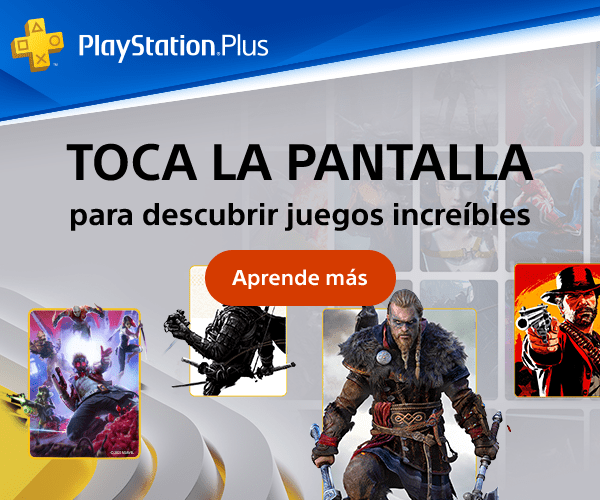 PlayStation.Plus
TOCA LA PANTALLA
para descubrir juegos increíbles
Aprende más